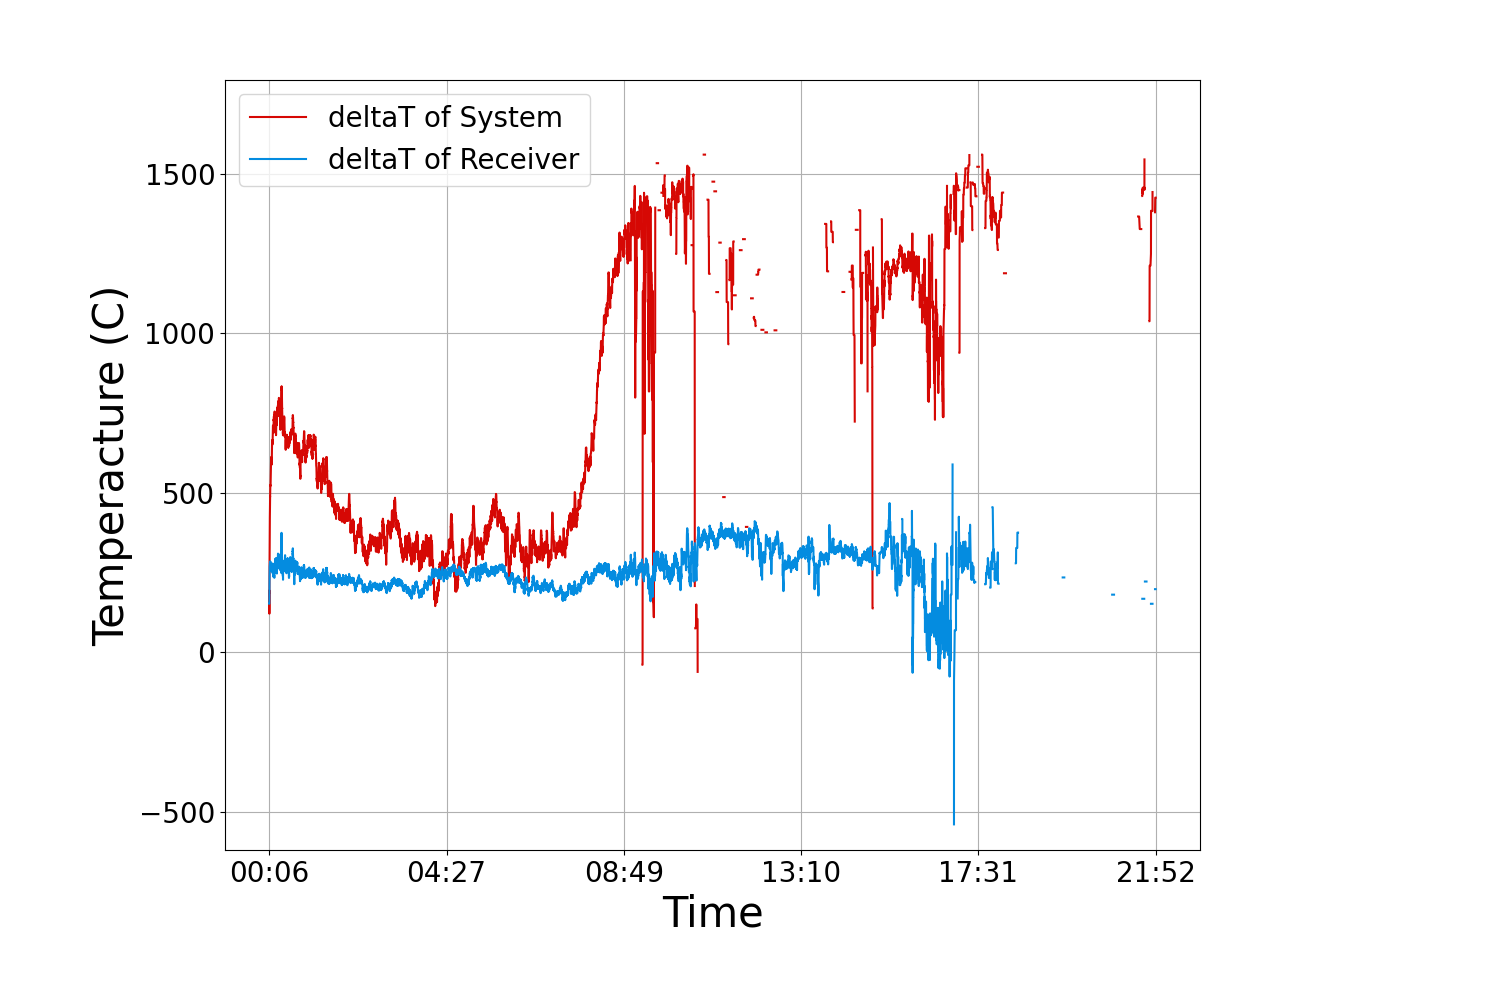 deltaT of System
deltaT of Receiver
Temperacture (C)
1500
1000
500
0
−500
00:06 04:27 08:49 13:10 17:31 21:52
Time